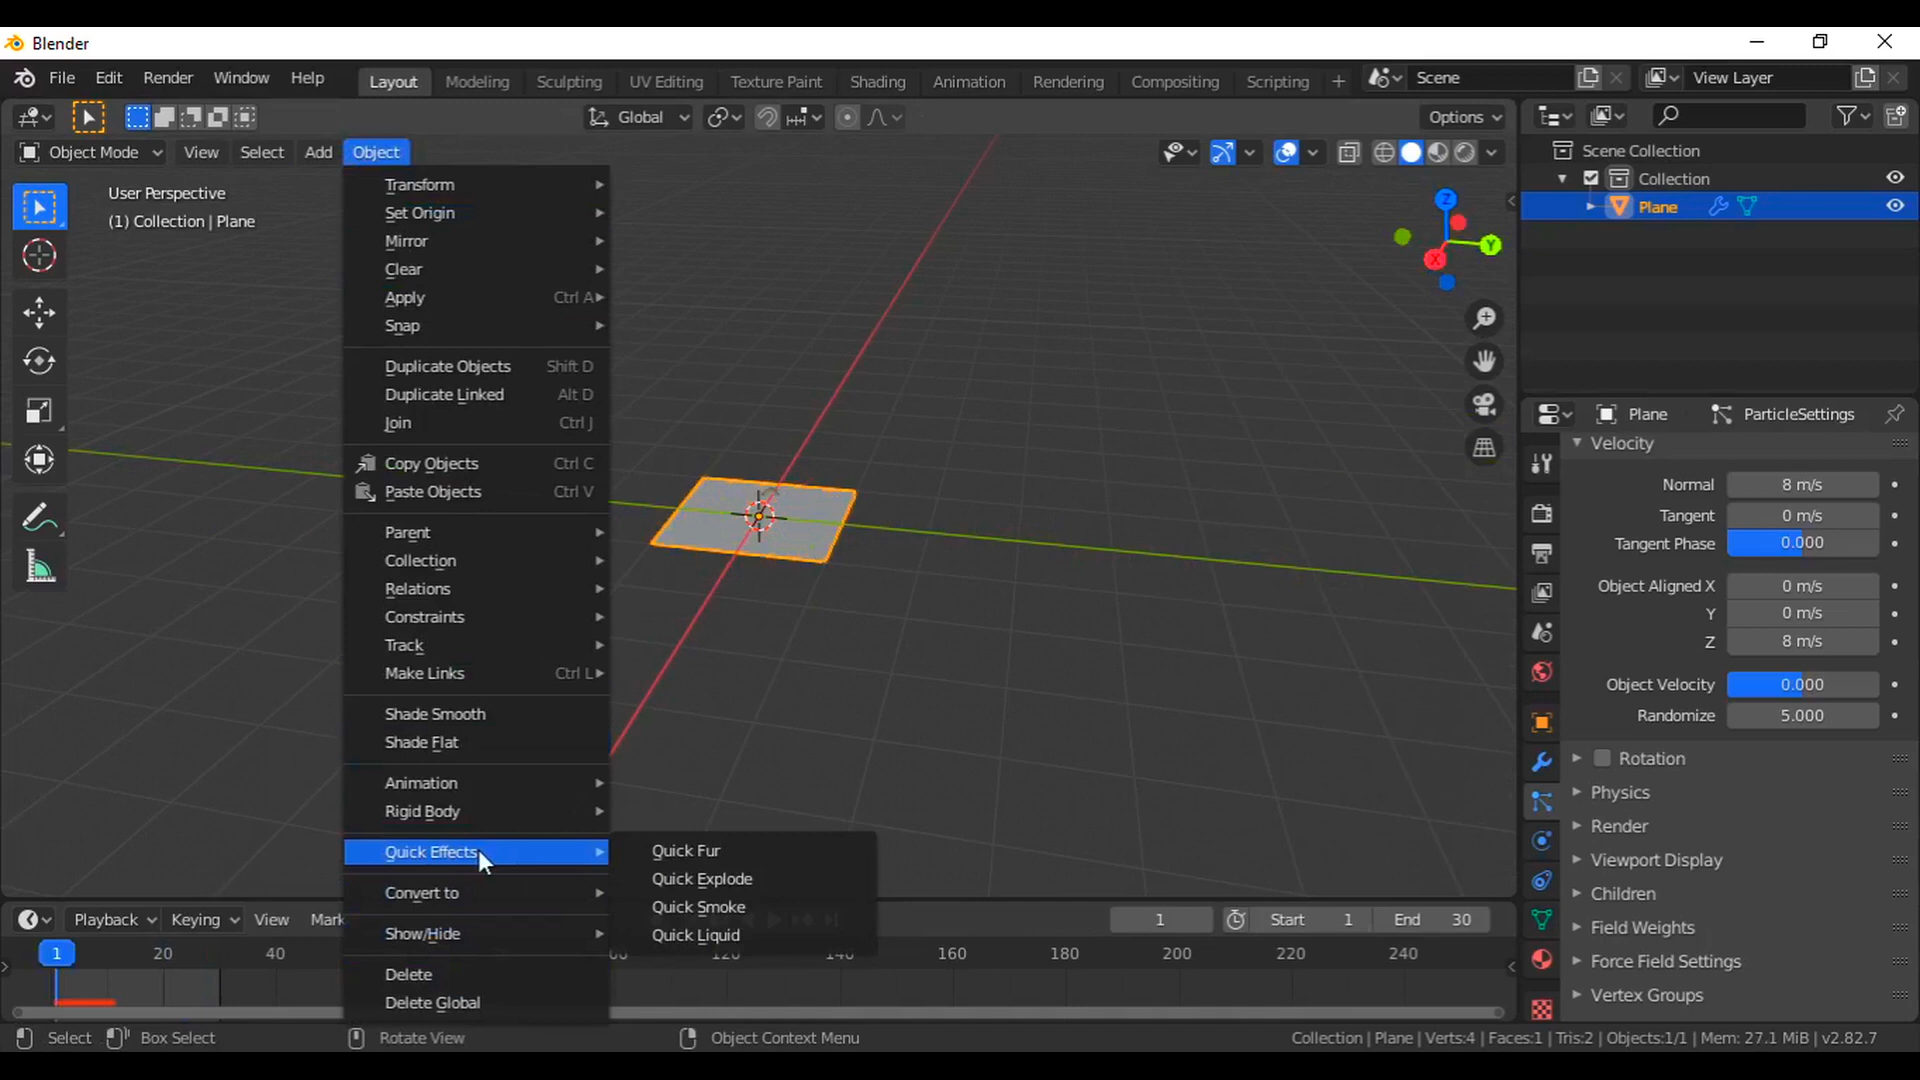 Blender
File Edit Render Window Help Layout Modeling Sculpting UV Editing Texture Paint Shading Animation Rendering Compositing Scripting + Scene View Layer
Global Options
Object Mode View Select Add Object
User Perspective
(1) Collection | Plane
Transform
Set Origin
Mirror
Clear
Apply Ctrl A
Snap
Duplicate Objects Shift D
Duplicate Linked Alt D
Join Ctrl J
Copy Objects Ctrl C
Paste Objects Ctrl V
Parent
Collection
Relations
Constraints
Track
Make Links Ctrl L
Shade Smooth
Shade Flat
Animation
Rigid Body
Quick Effects
Convert to
Show/Hide
Delete
Delete Global
Quick Fur
Quick Explode
Quick Smoke
Quick Liquid
Z
Y
X
Scene Collection
Collection
Plane
Plane ParticleSettings
Velocity
Normal 8 m/s
Tangent 0 m/s
Tangent Phase 0.000
Object Aligned X 0 m/s
Y 0 m/s
Z 8 m/s
Object Velocity 0.000
Randomize 5.000
Rotation
Physics
Render
Viewport Display
Children
Field Weights
Force Field Settings
Vertex Groups
Playback Keying View Mark 1 Start 1 End 30
1 20 40 120 140 160 180 200 220 240
Select Box Select Rotate View Object Context Menu Collection | Plane | Verts:4 | Faces:1 | Tris:2 | Objects:1/1 | Mem: 27.1 MiB | v2.82.7